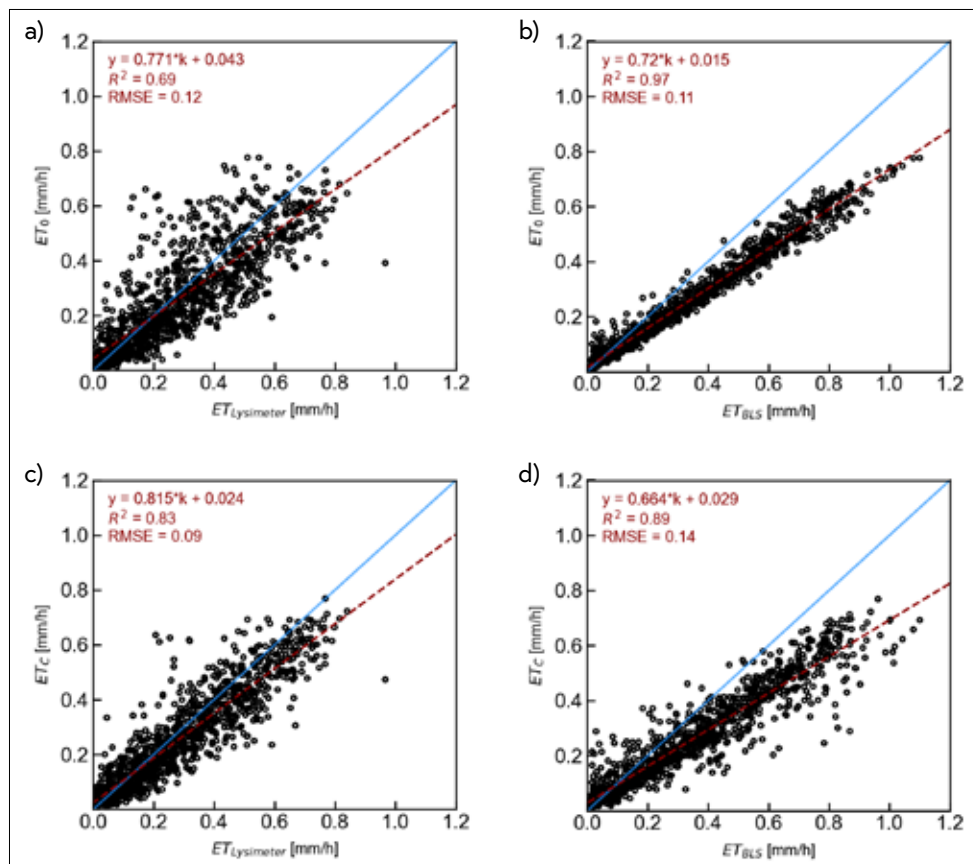 a)
1.2
1.0
0.8
0.6
0.4
0.2
ET0 [mm/h]
y = 0.771*k + 0.043
R² = 0.69
RMSE = 0.12
0.0 0.2 0.4 0.6 0.8 1.0 1.2
ETLysimeter [mm/h]
b)
1.2
1.0
0.8
0.6
0.4
0.2
ET0 [mm/h]
y = 0.72*k + 0.015
R² = 0.97
RMSE = 0.11
0.0 0.2 0.4 0.6 0.8 1.0 1.2
ETBLS [mm/h]
c)
1.2
1.0
0.8
0.6
0.4
0.2
ETC [mm/h]
y = 0.815*k + 0.024
R² = 0.83
RMSE = 0.09
0.0 0.2 0.4 0.6 0.8 1.0 1.2
ETLysimeter [mm/h]
d)
1.2
1.0
0.8
0.6
0.4
0.2
ETC [mm/h]
y = 0.664*k + 0.029
R² = 0.89
RMSE = 0.14
0.0 0.2 0.4 0.6 0.8 1.0 1.2
ETBLS [mm/h]